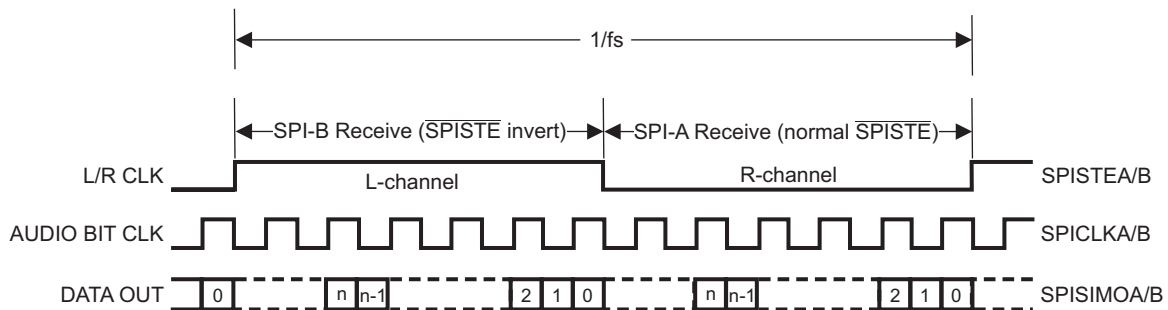 1/fs
SPI-B Receive (SPISTE invert) SPI-A Receive (normal SPISTE)
L/R CLK L-channel R-channel SPISTEA/B
AUDIO BIT CLK SPICLKA/B
DATA OUT 0 n n-1 2 1 0 n n-1 2 1 0 SPISIMOA/B